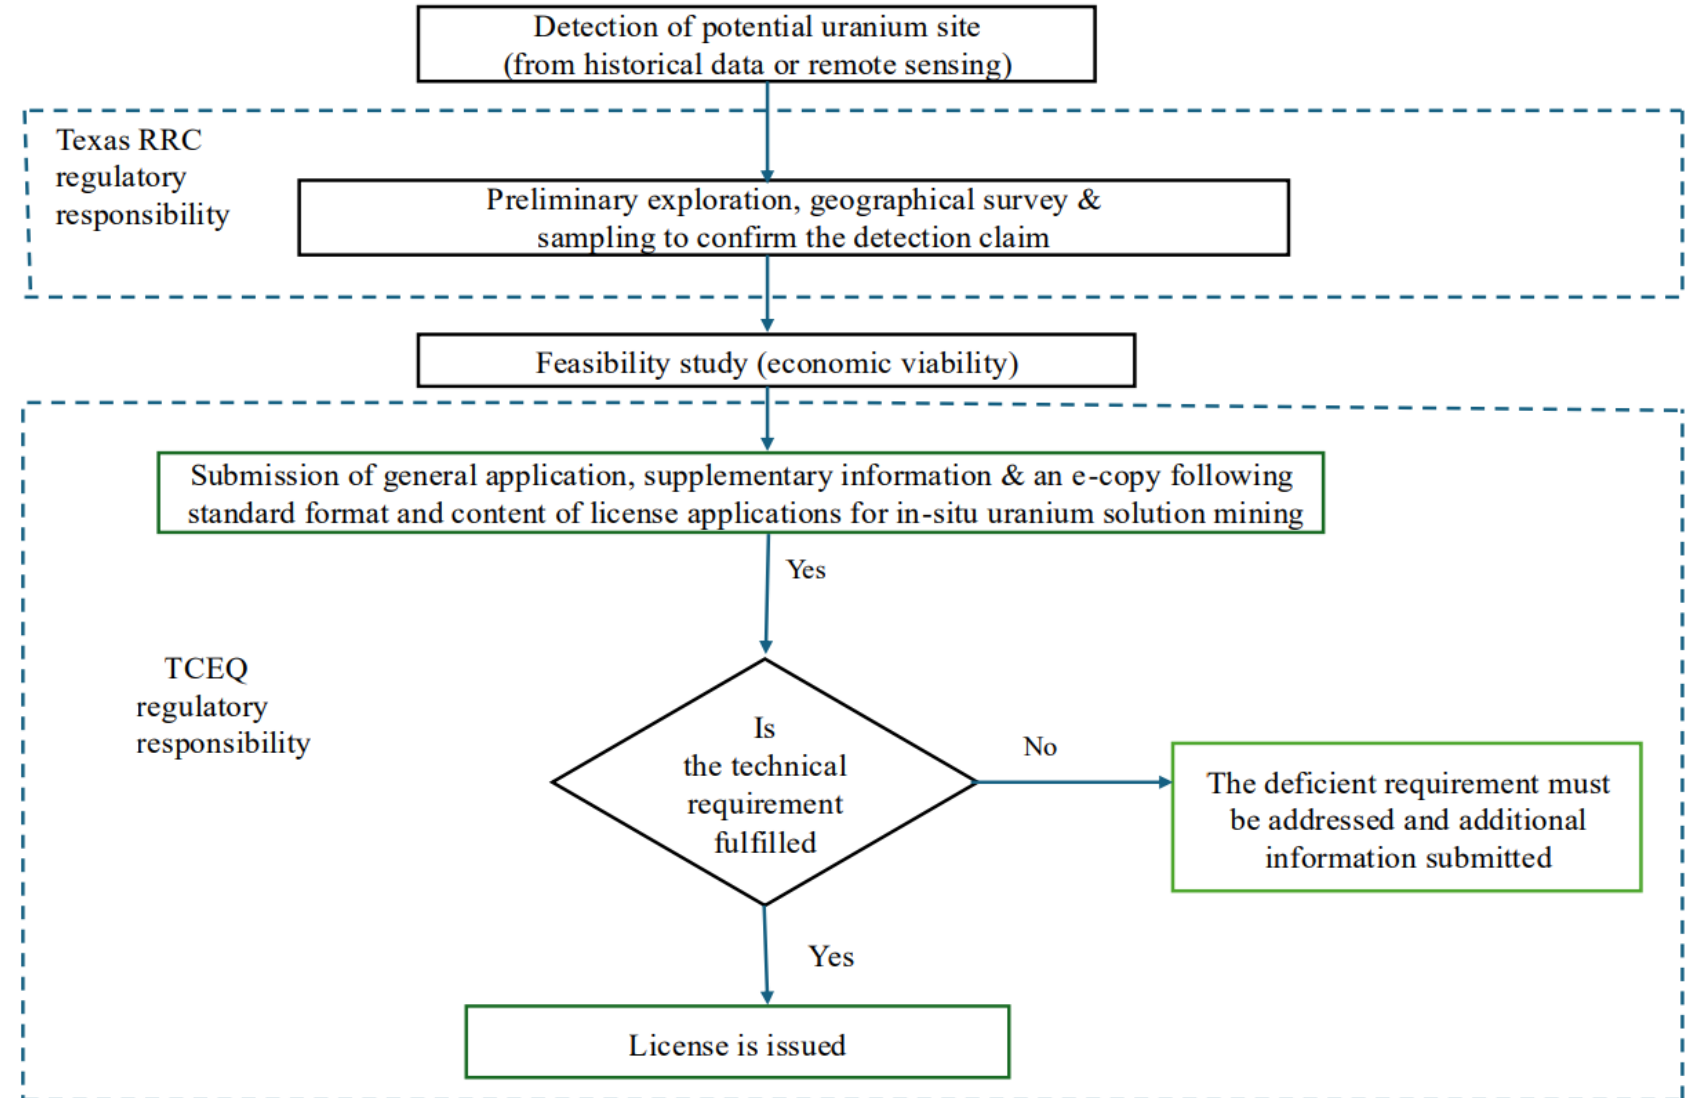 Detection of potential uranium site
(from historical data or remote sensing)
Texas RRC
regulatory
responsibility
Preliminary exploration, geographical survey &
sampling to confirm the detection claim
Feasibility study (economic viability)
Submission of general application, supplementary information & an e-copy following
standard format and content of license applications for in-situ uranium solution mining
Yes
TCEQ
regulatory
responsibility
Is
the technical
requirement
fulfilled
No
The deficient requirement must
be addressed and additional
information submitted
Yes
License is issued